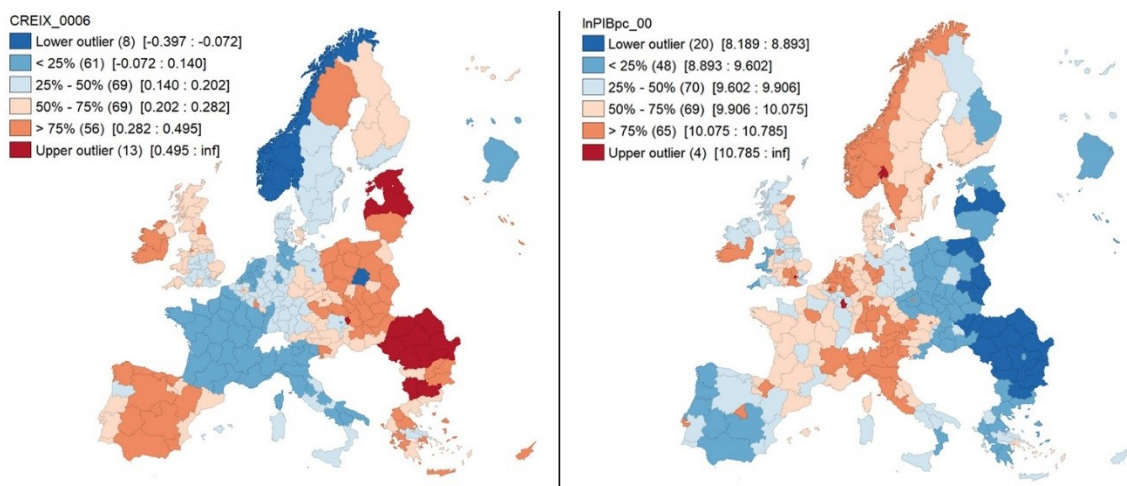 CREIX_0006
Lower outlier (8) [-0.397 : -0.072]
< 25% (61) [-0.072 : 0.140]
25% - 50% (69) [0.140 : 0.202]
50% - 75% (69) [0.202 : 0.282]
> 75% (56) [0.282 : 0.495]
Upper outlier (13) [0.495 : inf]
lnPIBpc_00
Lower outlier (20) [8.189 : 8.893]
< 25% (48) [8.893 : 9.602]
25% - 50% (70) [9.602 : 9.906]
50% - 75% (69) [9.906 : 10.075]
> 75% (65) [10.075 : 10.785]
Upper outlier (4) [10.785 : inf]